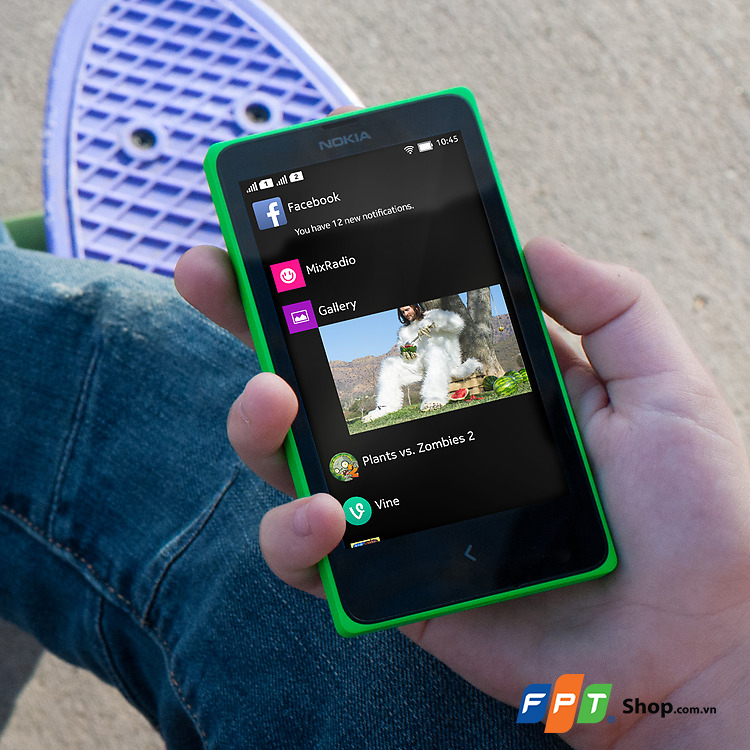 NOKIA
1 2 10:45
Facebook
You have 12 new notifications.
MixRadio
Gallery
Plants vs. Zombies 2
2
Vine
FPT Shop.com.vn